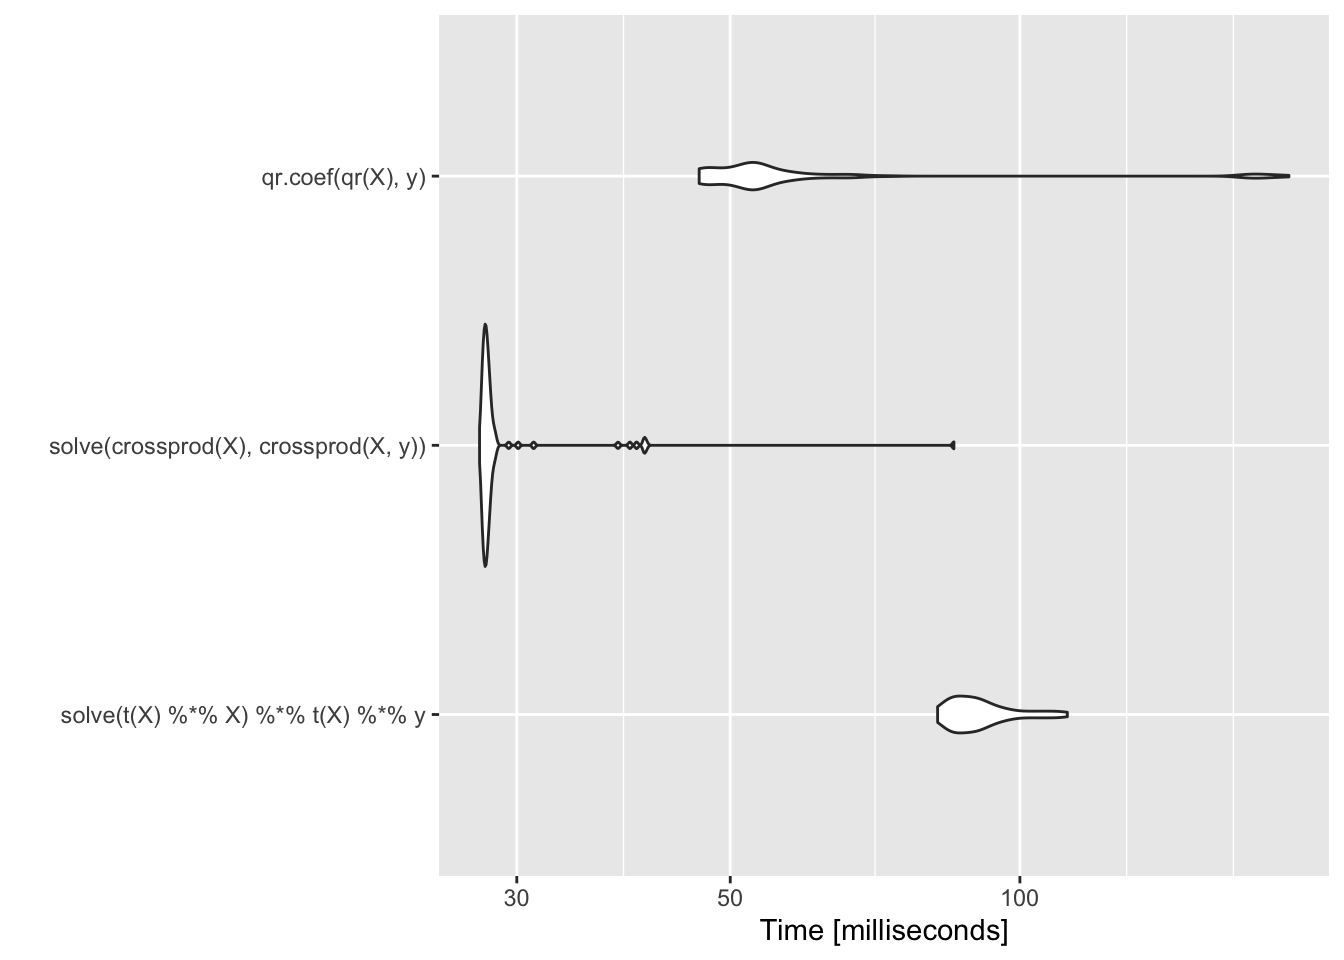 qr.coef(qr(X), y)
solve(crossprod(X), crossprod(X, y))
solve(t(X) %*% X) %*% t(X) %*% y
30 50 100
Time [milliseconds]